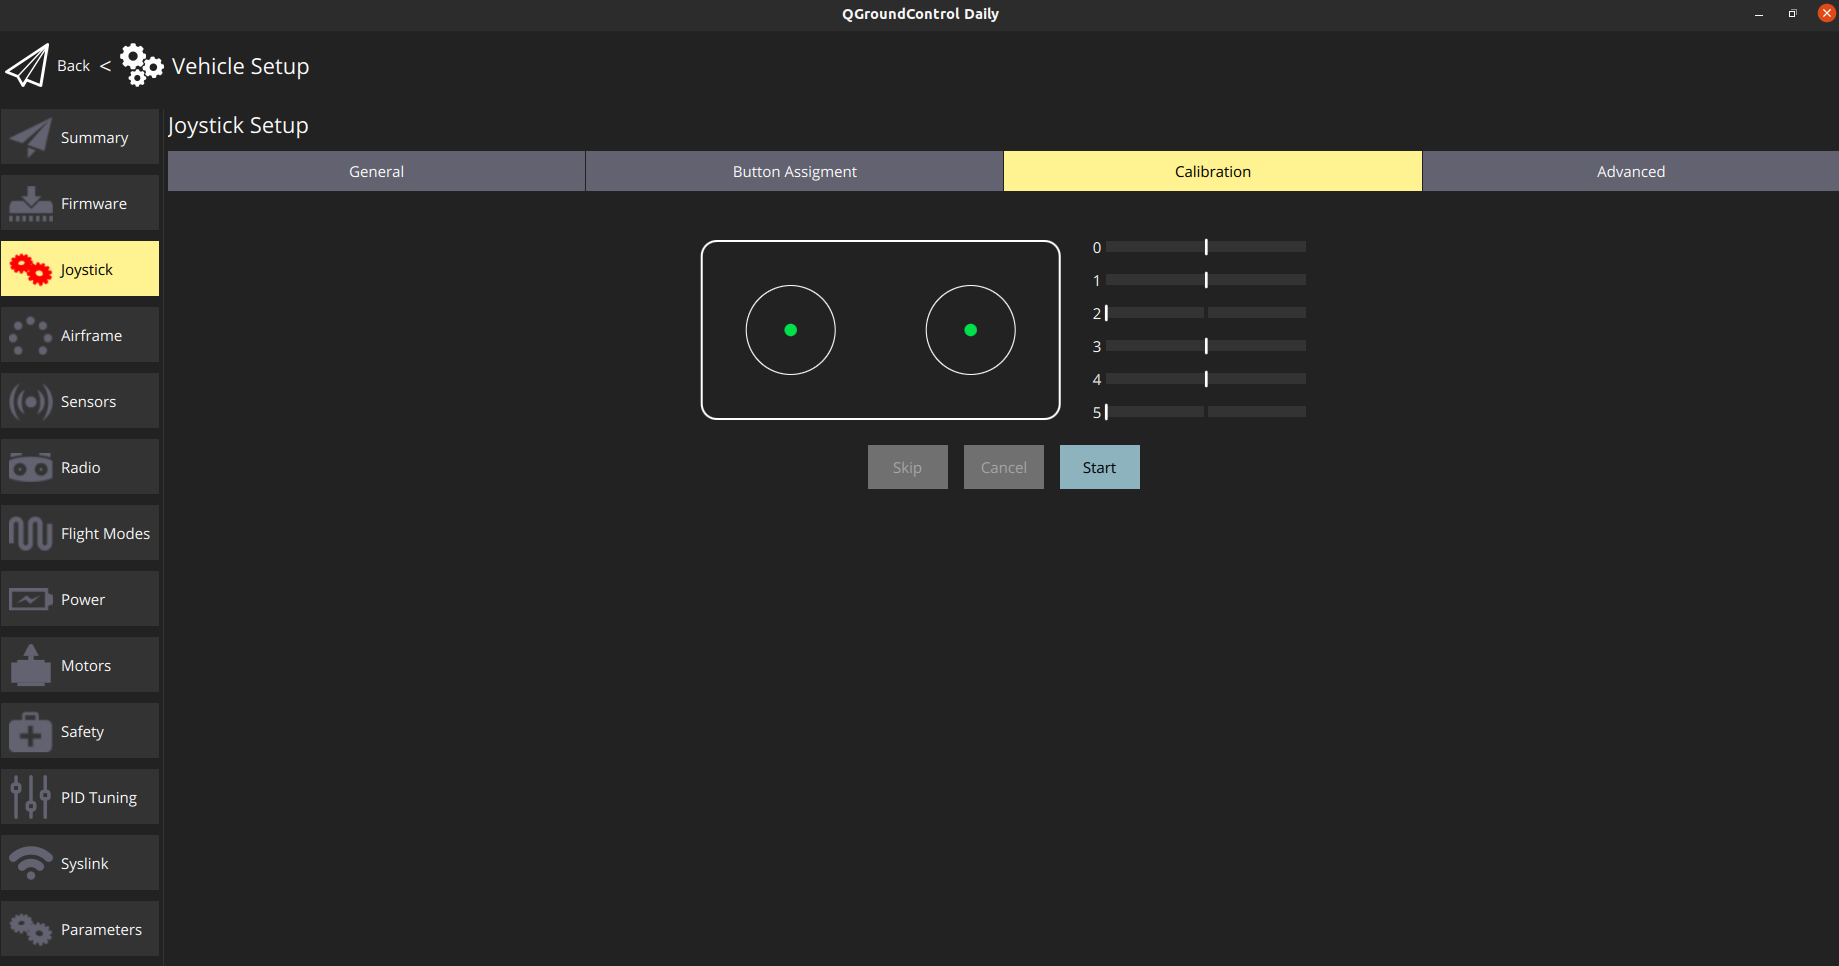 QGroundControl Daily
Back < Vehicle Setup
Summary
Firmware
Joystick
Airframe
Sensors
Radio
Flight Modes
Power
Motors
Safety
PID Tuning
Syslink
Parameters
Joystick Setup
General
Button Assigment
Calibration
Advanced
0
1
2
3
4
5
Skip
Cancel
Start